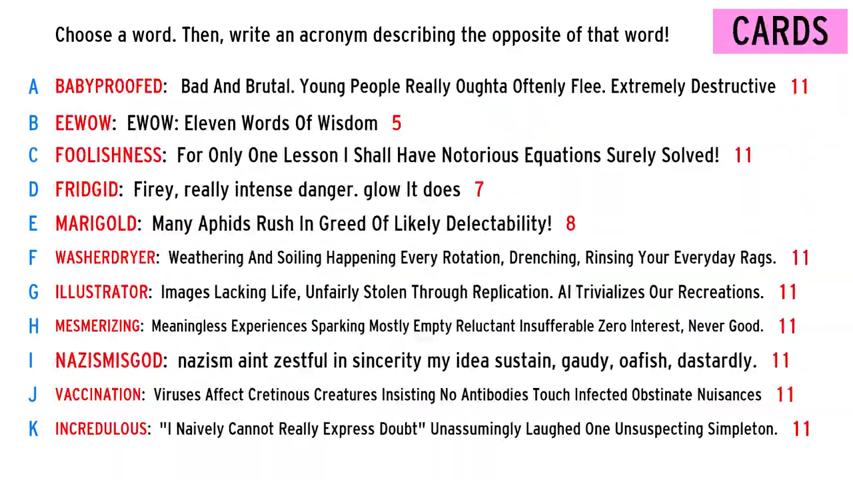 Choose a word. Then, write an acronym describing the opposite of that word!
CARDS
A BABYPROOFED: Bad And Brutal. Young People Really Oughta Oftenly Flee. Extremely Destructive 11
B EEWOW: EWOW: Eleven Words Of Wisdom 5
C FOOLISHNESS: For Only One Lesson I Shall Have Notorious Equations Surely Solved! 11
D FRIDGID: Firey, really intense danger. glow It does 7
E MARIGOLD: Many Aphids Rush In Greed Of Likely Delectability! 8
F WASHERDRYER: Weathering And Soiling Happening Every Rotation, Drenching, Rinsing Your Everyday Rags. 11
G ILLUSTRATOR: Images Lacking Life, Unfairly Stolen Through Replication. AI Trivializes Our Recreations. 11
H MESMERIZING: Meaningless Experiences Sparking Mostly Empty Reluctant Insufferable Zero Interest, Never Good. 11
I NAZISMISGOD: nazism aint zestful in sincerity my idea sustain, gaudy, oafish, dastardly. 11
J VACCINATION: Viruses Affect Cretinous Creatures Insisting No Antibodies Touch Infected Obstinate Nuisances 11
K INCREDULOUS: "I Naively Cannot Really Express Doubt" Unassumingly Laughed One Unsuspecting Simpleton. 11